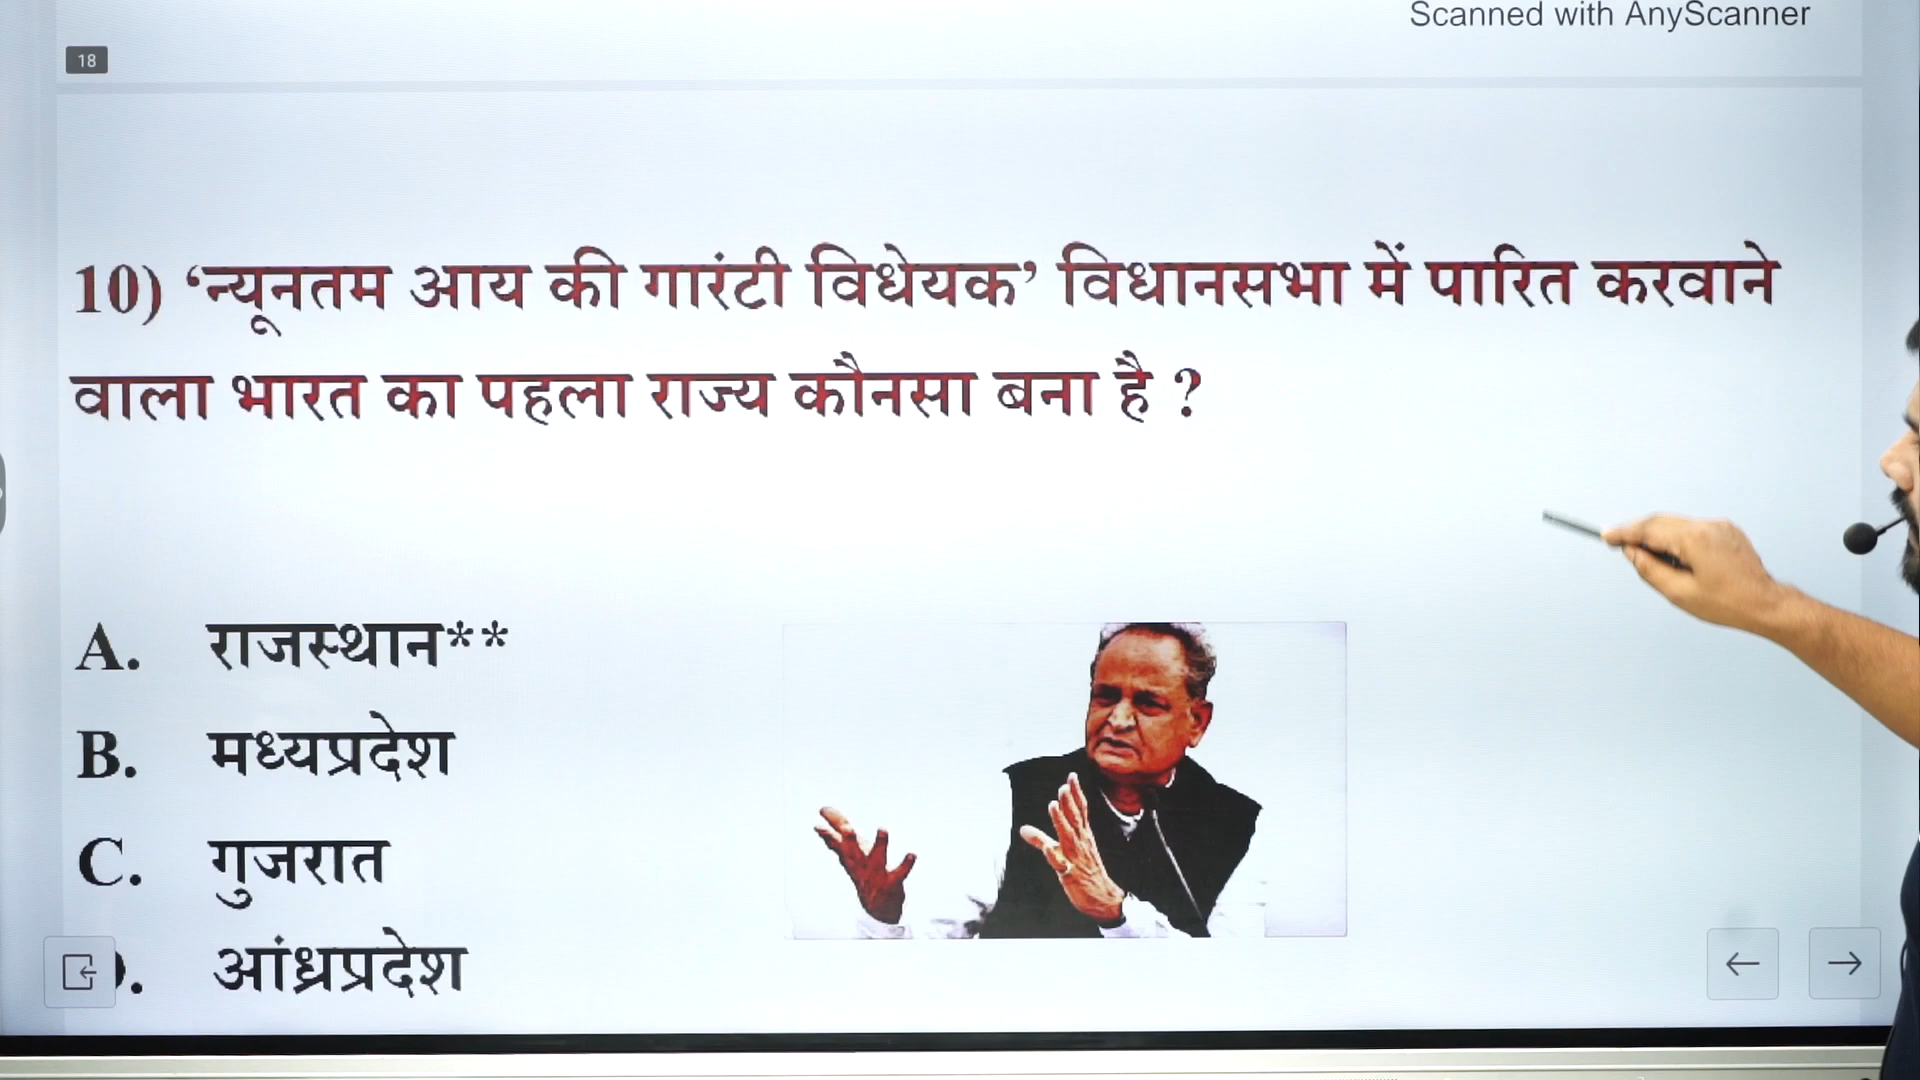 Scanned with AnyScanner
18
10) ‘न्यूनतम आय की गारंटी विधेयक’ विधानसभा में पारित करवाने
वाला भारत का पहला राज्य कौनसा बना है ?
A. राजस्थान**
B. मध्यप्रदेश
C. गुजरात
. आंध्रप्रदेश